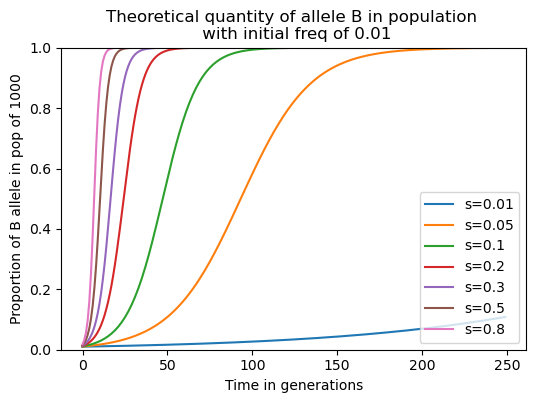 Theoretical quantity of allele B in population
with initial freq of 0.01
Proportion of B allele in pop of 1000
1.0
0.8
0.6
0.4
0.2
0.0
s=0.01
s=0.05
s=0.1
s=0.2
s=0.3
s=0.5
s=0.8
0 50 100 150 200 250
Time in generations